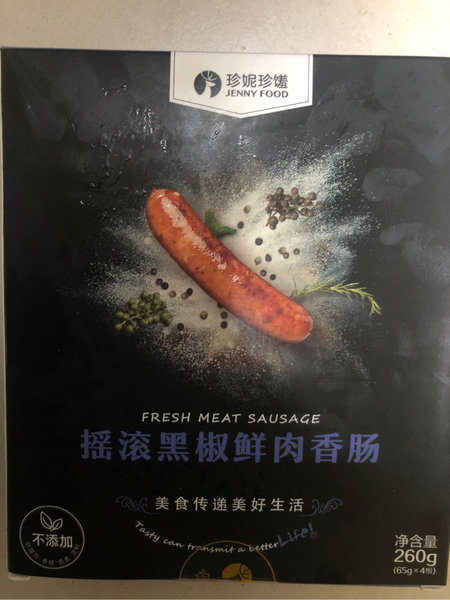 珍妮珍馐
JENNY FOOD
FRESH MEAT SAUSAGE
摇滚黑椒鲜肉香肠
美食传递美好生活
Tasty can transmit a better Life!
不添加
净含量
260g
(65g×4根)